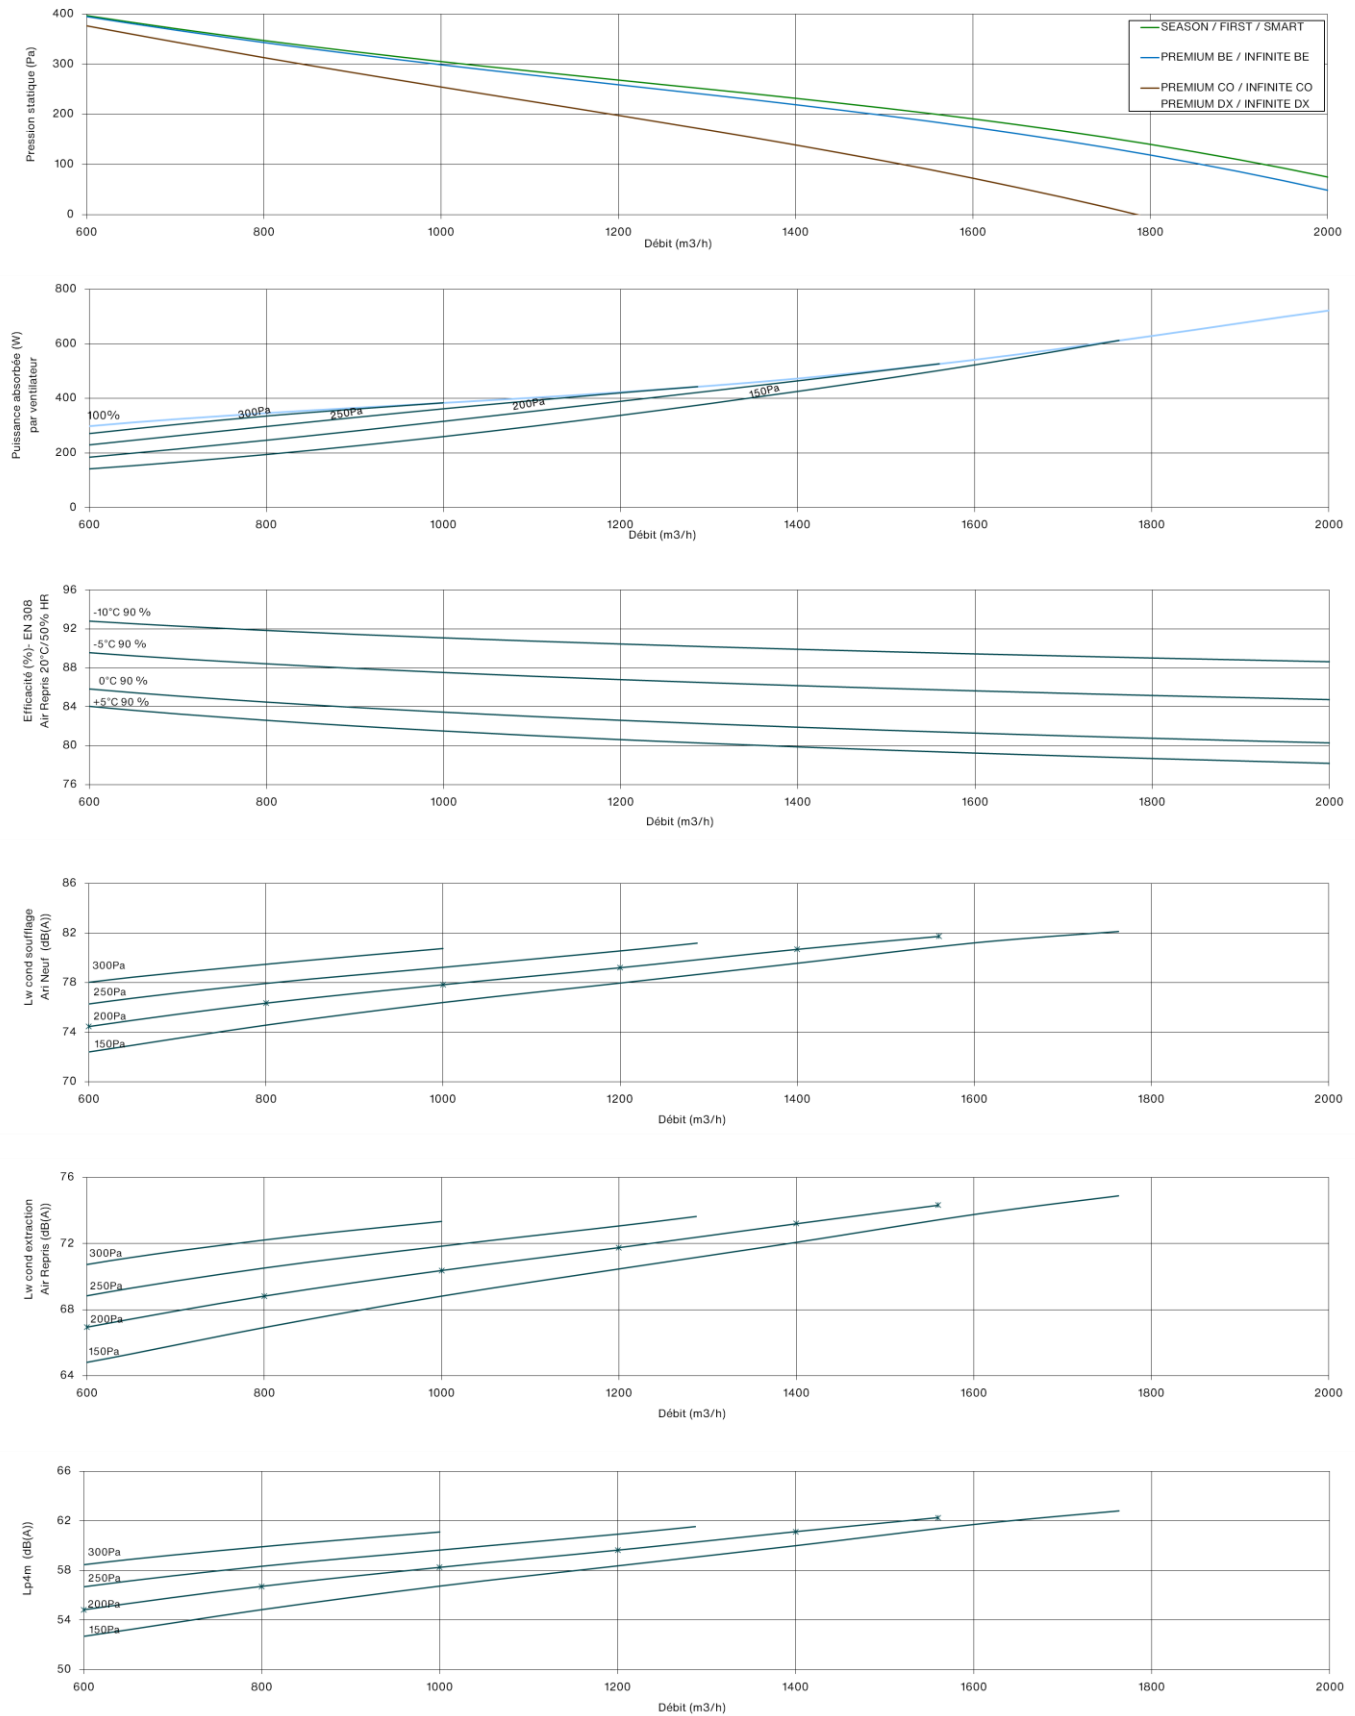 400
300
200
100
0
Pression statique (Pa)
SEASON / FIRST / SMART
PREMIUM BE / INFINITE BE
PREMIUM CO / INFINITE CO
PREMIUM DX / INFINITE DX
600 800 1000 1200 1400 1600 1800 2000
Débit (m3/h)
800
600
400
200
0
Puissance absorbée (W)
par ventilateur
100%
300Pa
250Pa
200Pa
150Pa
600 800 1000 1200 1400 1600 1800 2000
Débit (m3/h)
96
92
88
84
80
76
Efficacité (%)- EN 308
Air Repris 20°C/50% HR
-10°C 90 %
-5°C 90 %
0°C 90 %
+5°C 90 %
600 800 1000 1200 1400 1600 1800 2000
Débit (m3/h)
86
82
78
74
70
Lw cond soufflage
Ari Neuf (dB(A))
300Pa
250Pa
200Pa
150Pa
600 800 1000 1200 1400 1600 1800 2000
Débit (m3/h)
76
72
68
64
Lw cond extraction
Air Repris (dB(A))
300Pa
250Pa
200Pa
150Pa
600 800 1000 1200 1400 1600 1800 2000
Débit (m3/h)
66
62
58
54
50
Lp4m (dB(A))
300Pa
250Pa
200Pa
150Pa
600 800 1000 1200 1400 1600 1800 2000
Débit (m3/h)